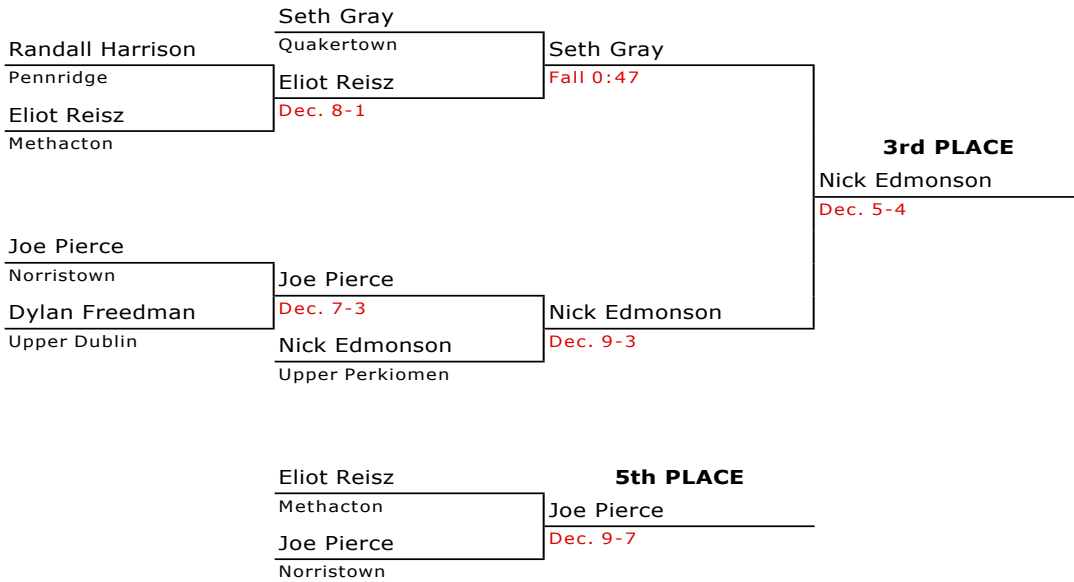 Seth Gray
Randall Harrison
Quakertown
Seth Gray
Pennridge
Eliot Reisz
Fall 0:47
Eliot Reisz
Dec. 8-1
Methacton
3rd PLACE
Nick Edmonson
Dec. 5-4
Joe Pierce
Norristown
Joe Pierce
Dylan Freedman
Dec. 7-3
Nick Edmonson
Upper Dublin
Nick Edmonson
Dec. 9-3
Upper Perkiomen
Eliot Reisz
5th PLACE
Methacton
Joe Pierce
Joe Pierce
Dec. 9-7
Norristown